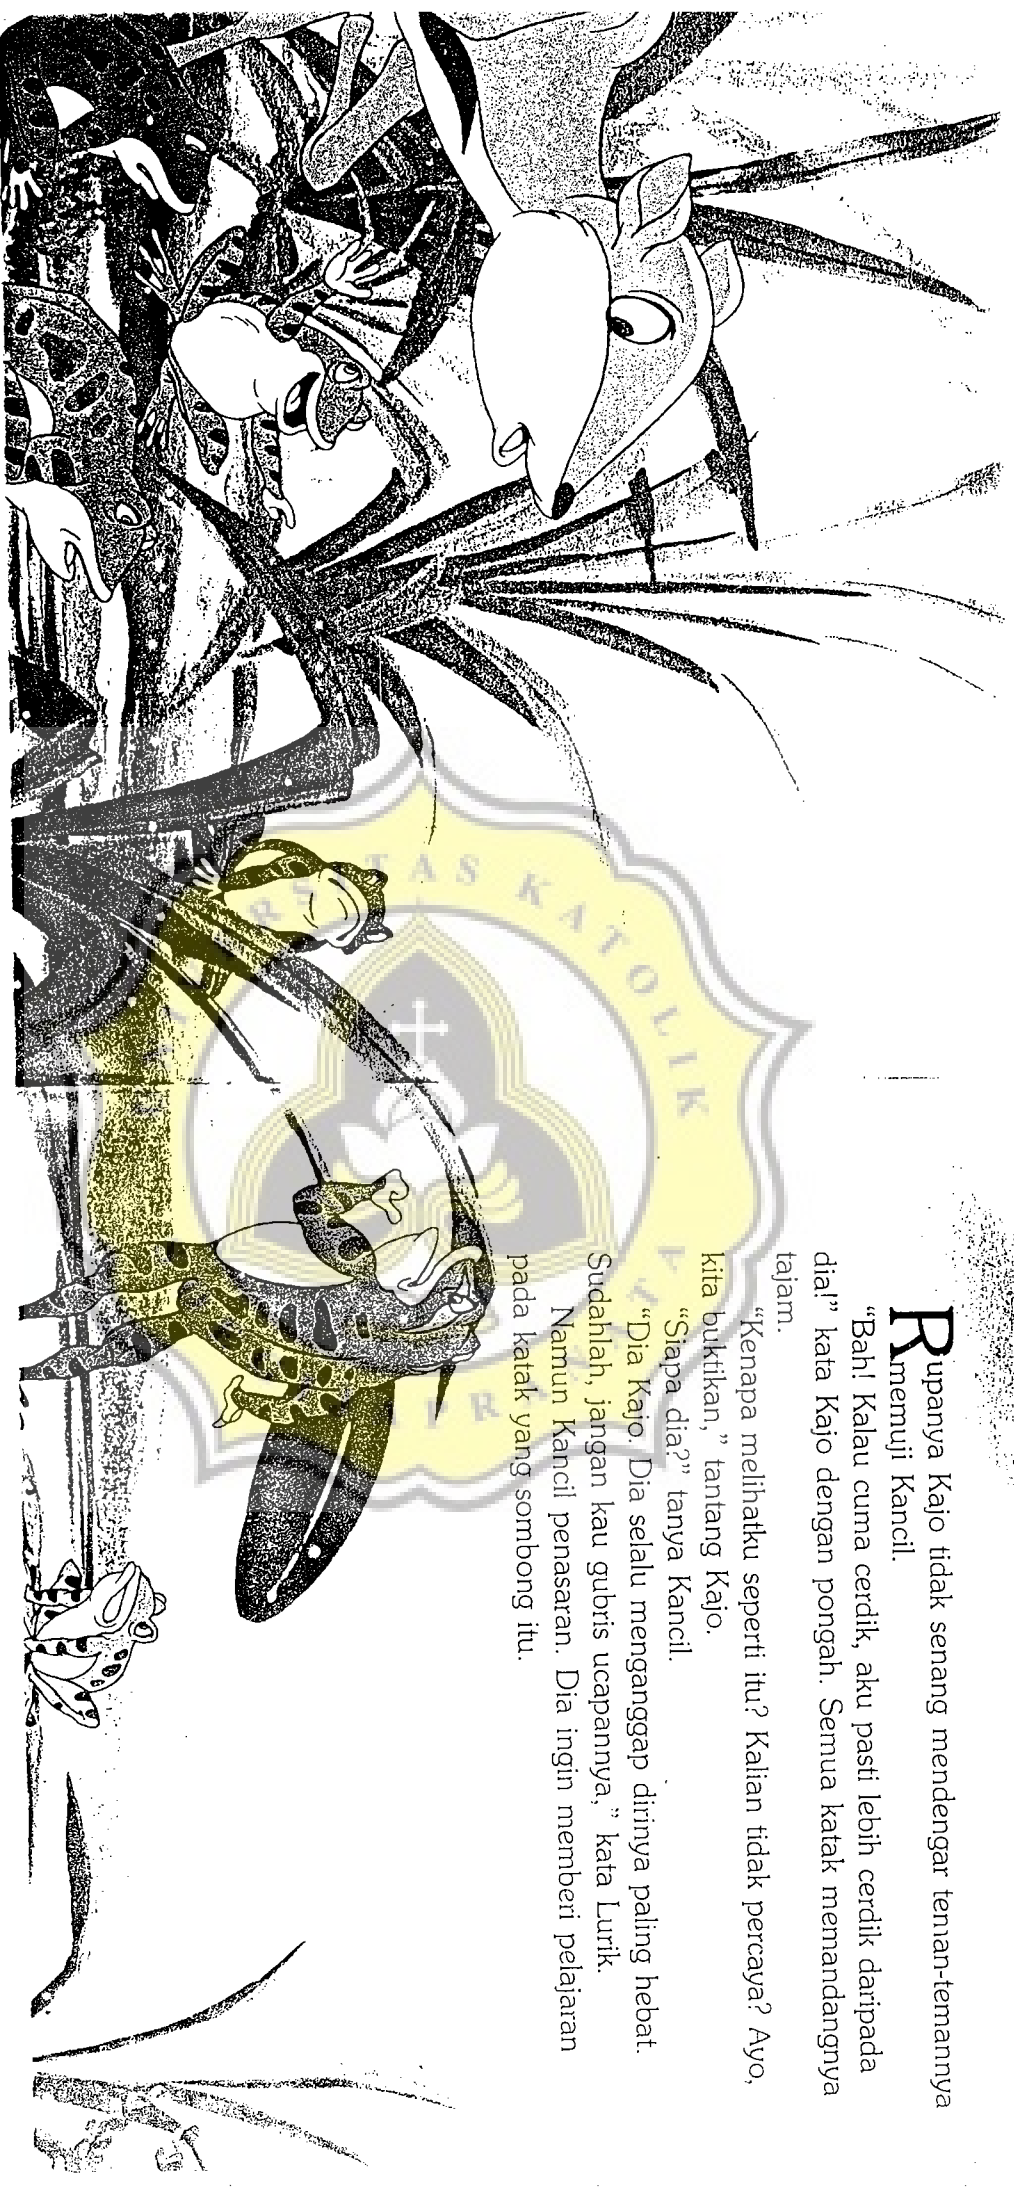 Rupanya Kajo tidak senang mendengar teman-temannya
memuji Kancil.
“Bah! Kalau cuma cerdik, aku pasti lebih cerdik daripada
dia!” kata Kajo dengan pongah. Semua katak memandangnya
tajam.
“Kenapa melihatku seperti itu? Kalian tidak percaya? Ayo,
kita buktikan,” tantang Kajo.
“Siapa dia?” tanya Kancil.
“Dia Kajo. Dia selalu menganggap dirinya paling hebat.
Sudahlah, jangan kau gubris ucapannya,” kata Lurik.
Namun Kancil penasaran. Dia ingin memberi pelajaran
pada katak yang sombong itu.
KATOLIK